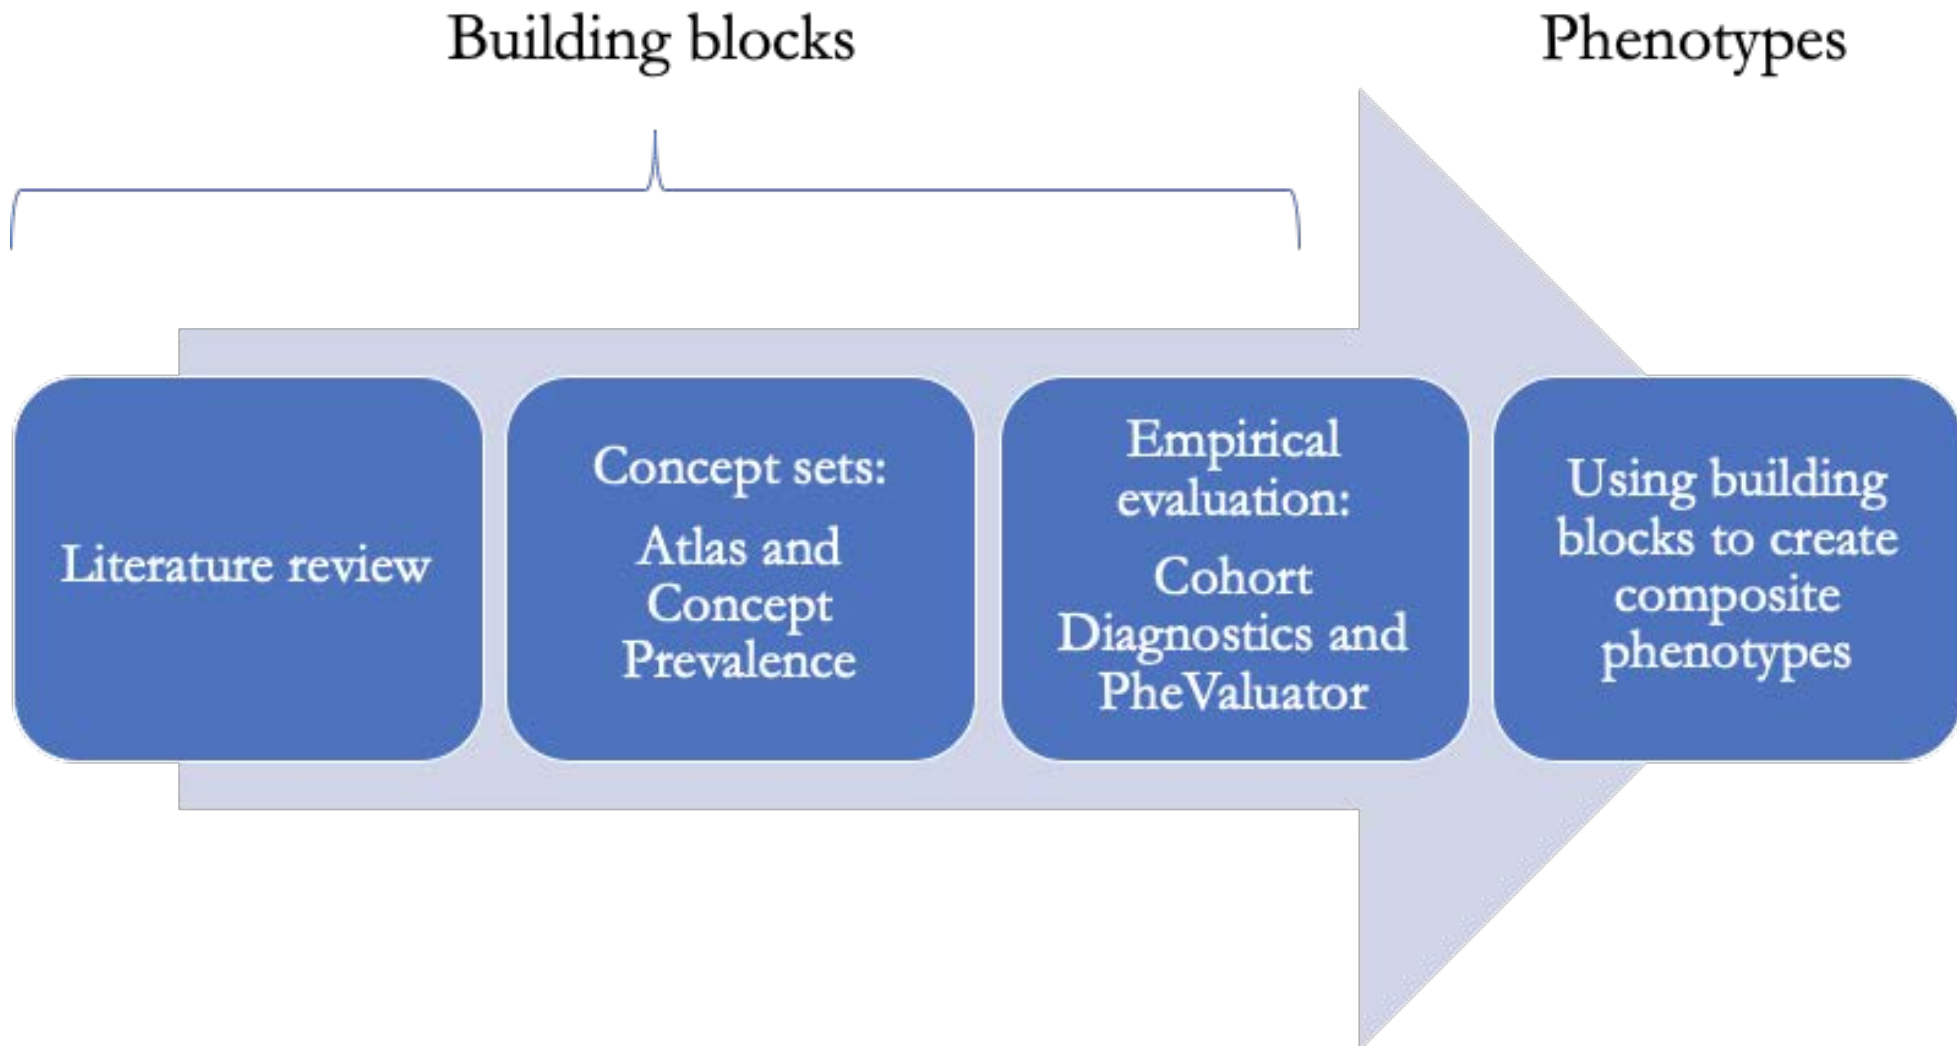 Building blocks
Phenotypes
Literature review
Concept sets:
Atlas and
Concept
Prevalence
Empirical
evaluation:
Cohort
Diagnostics and
PheValuator
Using building
blocks to create
composite
phenotypes